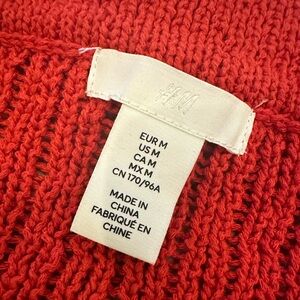 H&M
EUR M
US M
CA M
MX M
CN 170/96A
MADE IN
CHINA
FABRIQUÉ EN
CHINE